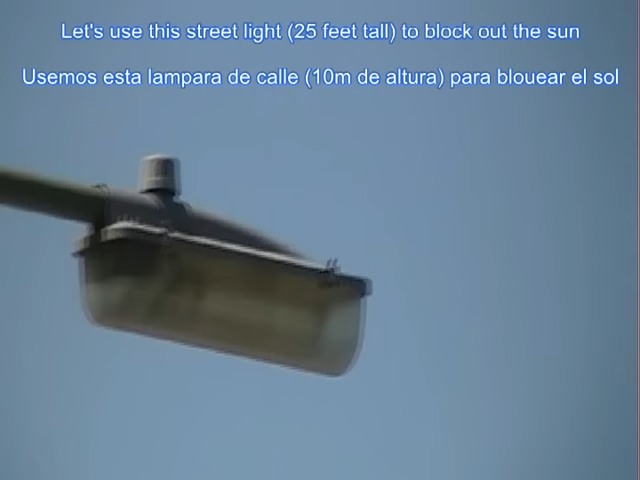 Let's use this street light (25 feet tall) to block out the sun
Usemos esta lampara de calle (10m de altura) para blouear el sol